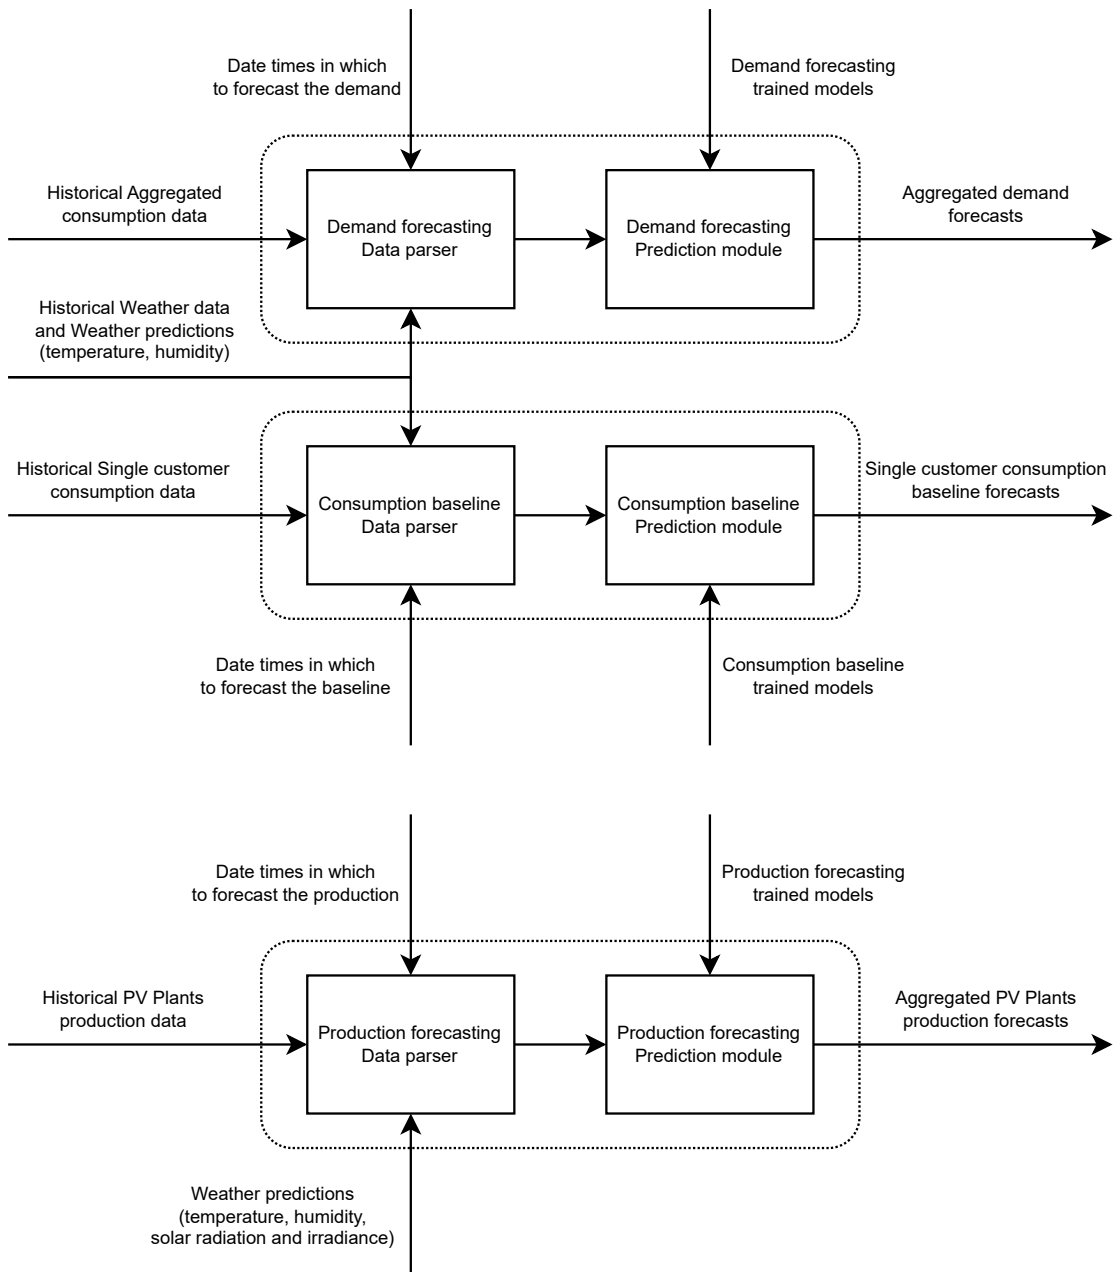 Date times in which
to forecast the demand
Demand forecasting
trained models
Historical Aggregated
consumption data
Demand forecasting
Data parser
Demand forecasting
Prediction module
Aggregated demand
forecasts
Historical Weather data
and Weather predictions
(temperature, humidity)
Historical Single customer
consumption data
Consumption baseline
Data parser
Consumption baseline
Prediction module
Single customer consumption
baseline forecasts
Date times in which
to forecast the baseline
Consumption baseline
trained models
Date times in which
to forecast the production
Production forecasting
trained models
Historical PV Plants
production data
Production forecasting
Data parser
Production forecasting
Prediction module
Aggregated PV Plants
production forecasts
Weather predictions
(temperature, humidity,
solar radiation and irradiance)